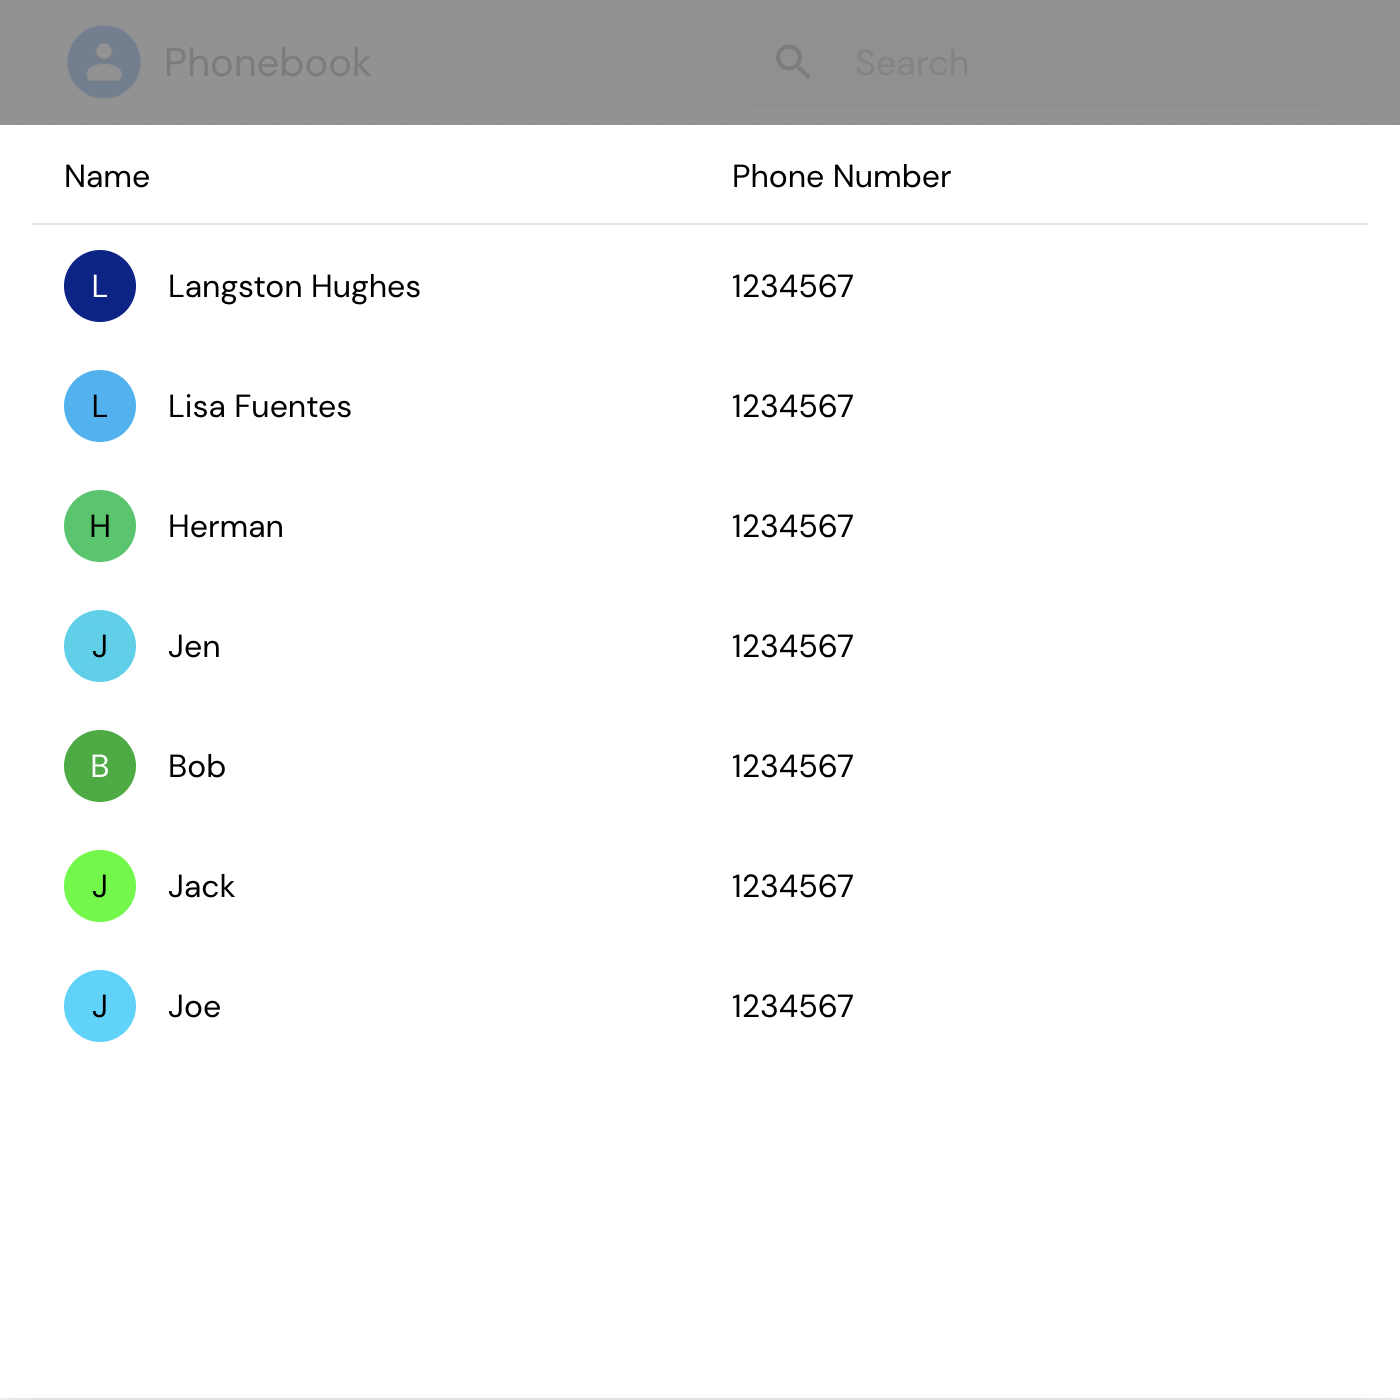 Phonebook Search
Name Phone Number
L Langston Hughes 1234567
L Lisa Fuentes 1234567
H Herman 1234567
J Jen 1234567
B Bob 1234567
J Jack 1234567
J Joe 1234567